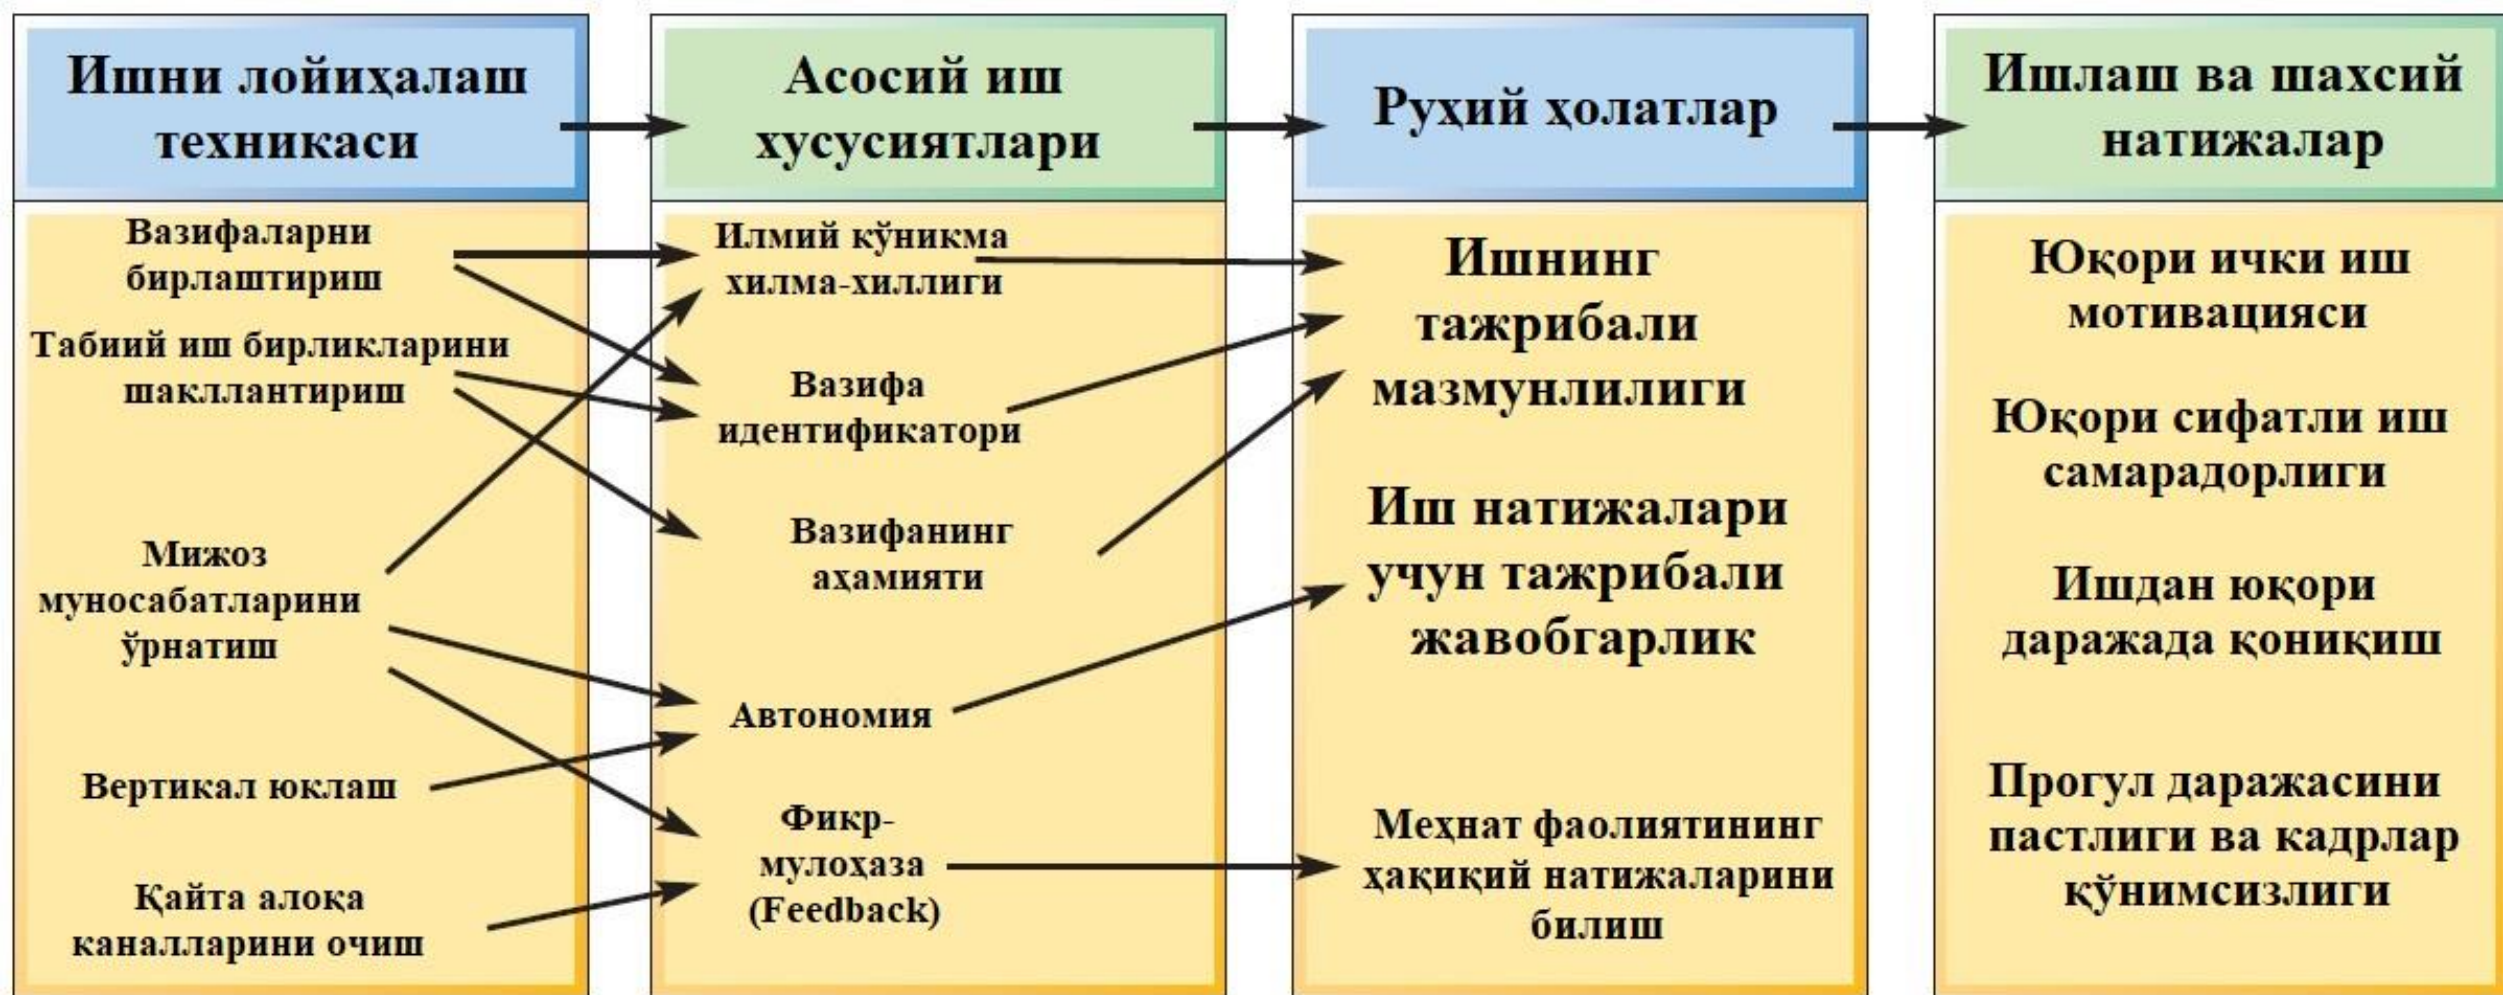 Ишни лойиҳалаш
техникаси
Вазифаларни
бирлаштириш
Табиий иш бирликларини
шакллантириш
Мижоз
муносабатларини
ўрнатиш
Вертикал юклаш
Қайта алоқа
каналларини очиш
Асосий иш
хусусиятлари
Илмий кўникма
хилма-хиллиги
Вазифа
идентификатори
Вазифанинг
аҳамияти
Автономия
Фикр-
мулоҳаза
(Feedback)
Руҳий ҳолатлар
Ишнинг
тажрибали
мазмунлилиги
Иш натижалари
учун тажрибали
жавобгарлик
Меҳнат фаолиятининг
ҳақиқий натижаларини
билиш
Ишлаш ва шахсий
натижалар
Юқори ички иш
мотивацияси
Юқори сифатли иш
самарадорлиги
Ишдан юқори
даражада қониқиш
Прогул даражасини
пастлиги ва кадрлар
қўнимсизлиги